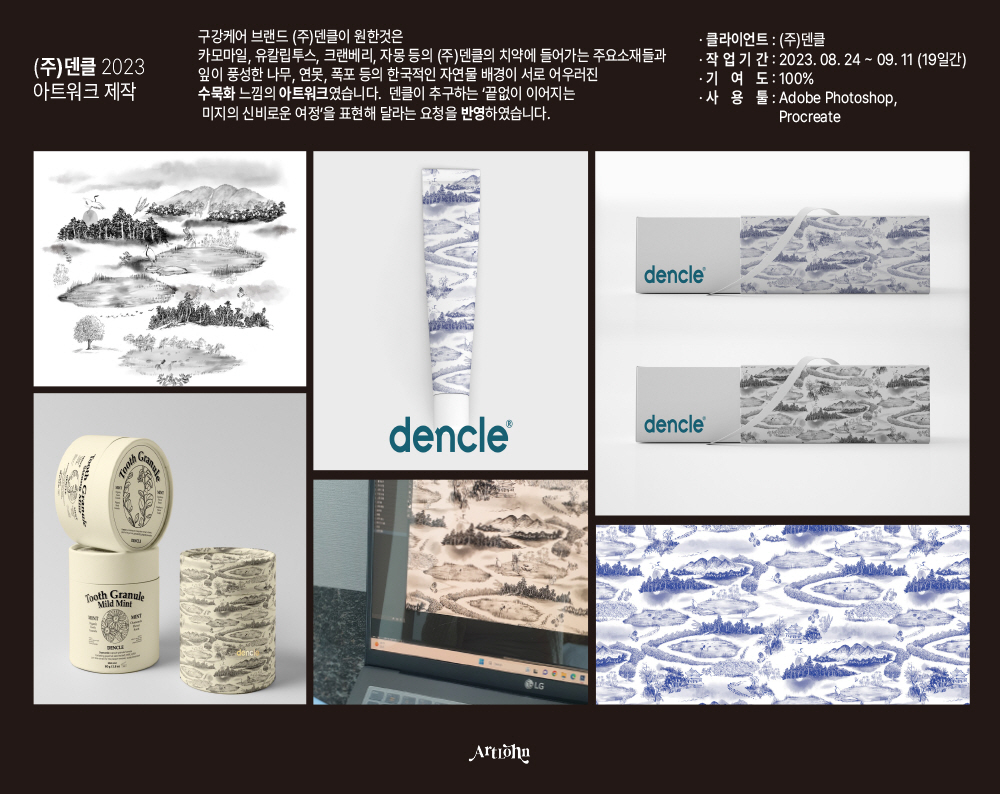 (주)덴클 2023
아트워크 제작
구강케어 브랜드 (주)덴클이 원한것은
카모마일, 유칼립투스, 크랜베리, 자몽 등의 (주)덴클의 치약에 들어가는 주요소재들과
잎이 풍성한 나무, 연못, 폭포 등의 한국적인 자연물 배경이 서로 어우러진
수묵화 느낌의 아트워크였습니다. 덴클이 추구하는 '끝없이 이어지는
미지의 신비로운 여정'을 표현해 달라는 요청을 반영하였습니다.
· 클라이언트 : (주)덴클
· 작 업 기 간 : 2023. 08. 24 ~ 09. 11 (19일간)
· 기 여 도 : 100%
· 사 용 툴 : Adobe Photoshop,
Procreate
dencle®
dencle®
dencle®
Tooth Granule
Tooth Granule
DENCLE
Tooth Granule
Mild Mint
MINT
MINT
DENCLE
dencle
LG
Artlohn